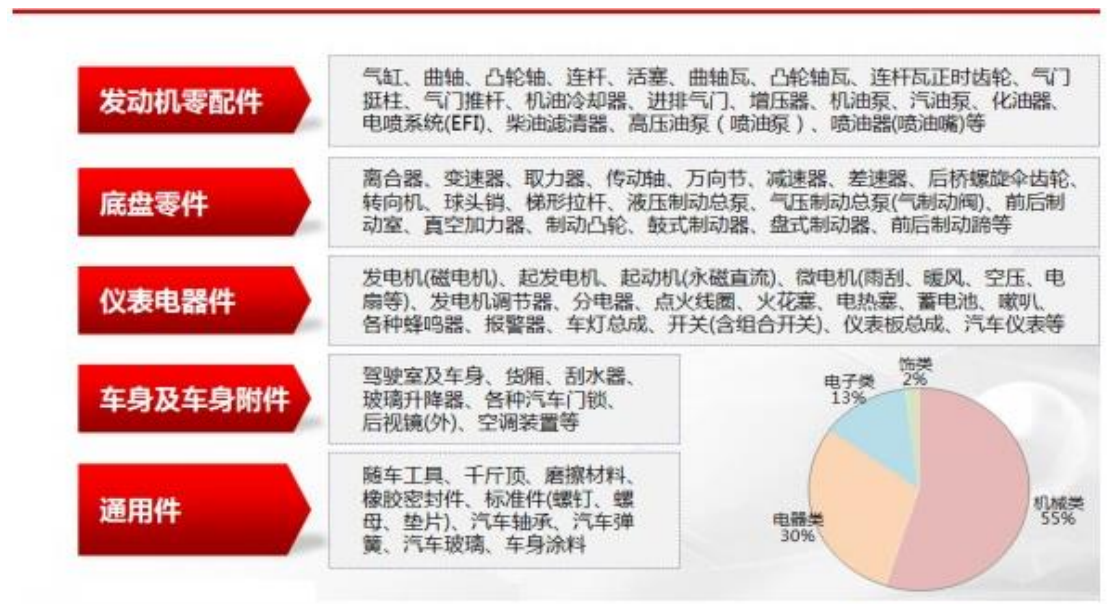 发动机零配件
气缸、曲轴、凸轮轴、连杆、活塞、曲轴瓦、凸轮轴瓦、连杆瓦正时齿轮、气门
挺柱、气门推杆、机油冷却器、进排气门、增压器、机油泵、汽油泵、化油器、
电喷系统(EFI)、柴油滤清器、高压油泵（喷油泵）、喷油器(喷油嘴)等
底盘零件
离合器、变速器、取力器、传动轴、万向节、减速器、差速器、后桥螺旋伞齿轮、
转向机、球头销、梯形拉杆、液压制动总泵、气压制动总泵(气制动阀)、前后制
动室、真空加力器、制动凸轮、鼓式制动器、盘式制动器、前后制动蹄等
仪表电器件
发电机(磁电机)、起发电机、起动机(永磁直流)、微电机(雨刮、暖风、空压、电
扇等)、发电机调节器、分电器、点火线圈、火花塞、电热塞、蓄电池、喇叭、
各种蜂鸣器、报警器、车灯总成、开关(含组合开关)、仪表板总成、汽车仪表等
车身及车身附件
驾驶室及车身、货厢、刮水器、
玻璃升降器、各种汽车门锁、
后视镜(外)、空调装置等
通用件
随车工具、千斤顶、磨擦材料、
橡胶密封件、标准件(螺钉、螺
母、垫片)、汽车轴承、汽车弹
簧、汽车玻璃、车身涂料
饰类
2%
电子类
13%
电器类
30%
机械类
55%